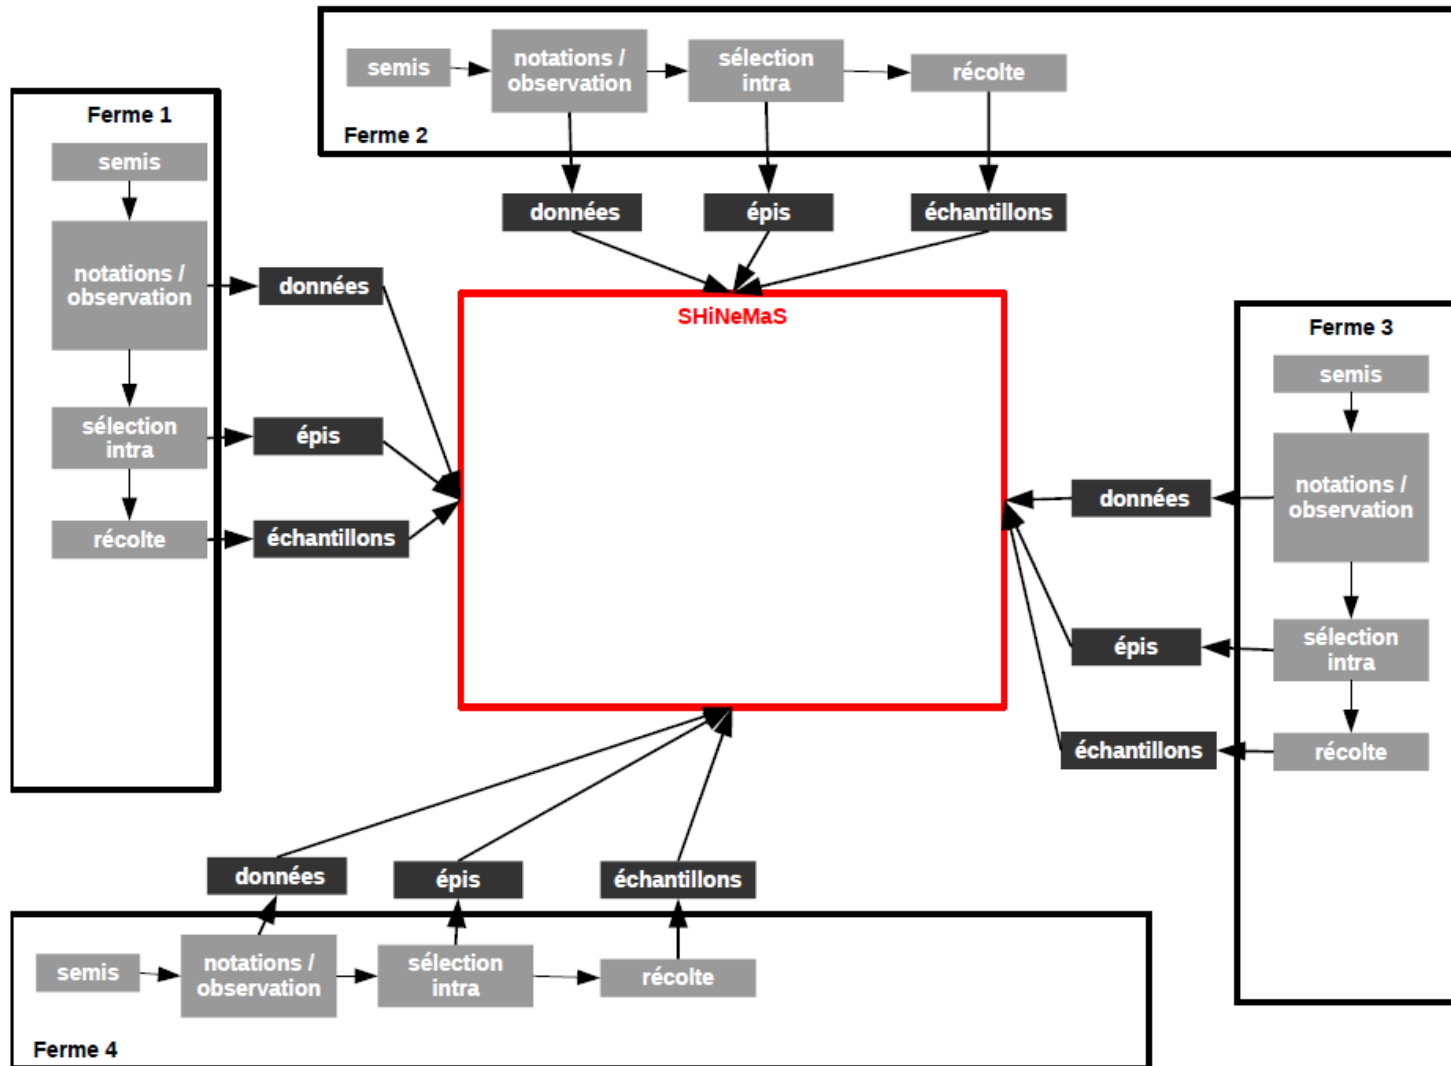 semis
notations /
observation
sélection
intra
récolte
Ferme 2
données
épis
échantillons
Ferme 1
semis
notations /
observation
sélection
intra
récolte
données
épis
échantillons
SHiNeMaS
Ferme 3
semis
notations /
observation
sélection
intra
récolte
données
épis
échantillons
données
épis
échantillons
semis
notations /
observation
sélection
intra
récolte
Ferme 4